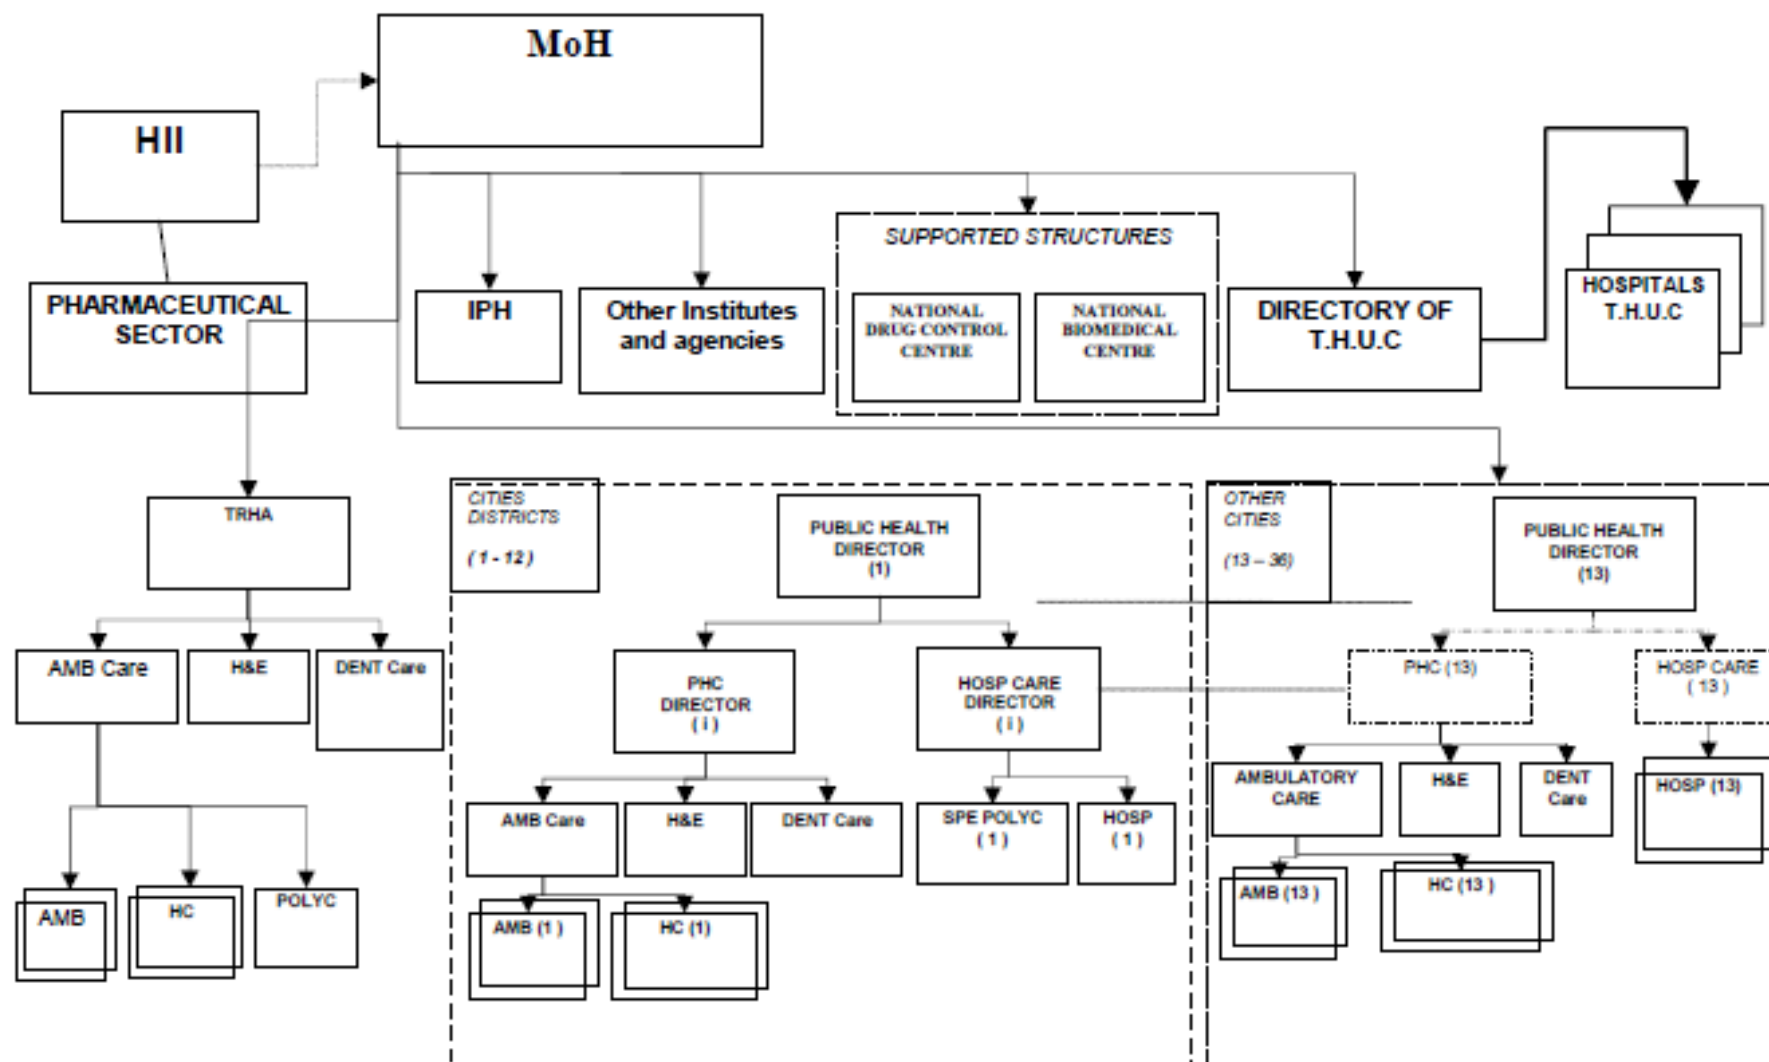 MoH
HII
SUPPORTED STRUCTURES
PHARMACEUTICAL
SECTOR
IPH
Other Institutes
and agencies
NATIONAL
DRUG CONTROL
CENTRE
NATIONAL
BIOMEDICAL
CENTRE
DIRECTORY OF
T.H.U.C
HOSPITALS
T.H.U.C
TRHA
CITIES
DISTRICTS
( 1 - 12 )
PUBLIC HEALTH
DIRECTOR
(1)
OTHER
CITIES
(13 – 36)
PUBLIC HEALTH
DIRECTOR
(13)
AMB Care
H&E
DENT Care
PHC
DIRECTOR
( i )
HOSP CARE
DIRECTOR
( i )
PHC (13)
HOSP CARE
( 13 )
AMB Care
H&E
DENT Care
SPE POLYC
( 1 )
HOSP
( 1 )
AMBULATORY
CARE
H&E
DENT
Care
HOSP (13)
AMB
HC
POLYC
AMB (1 )
HC (1)
AMB (13 )
HC (13 )